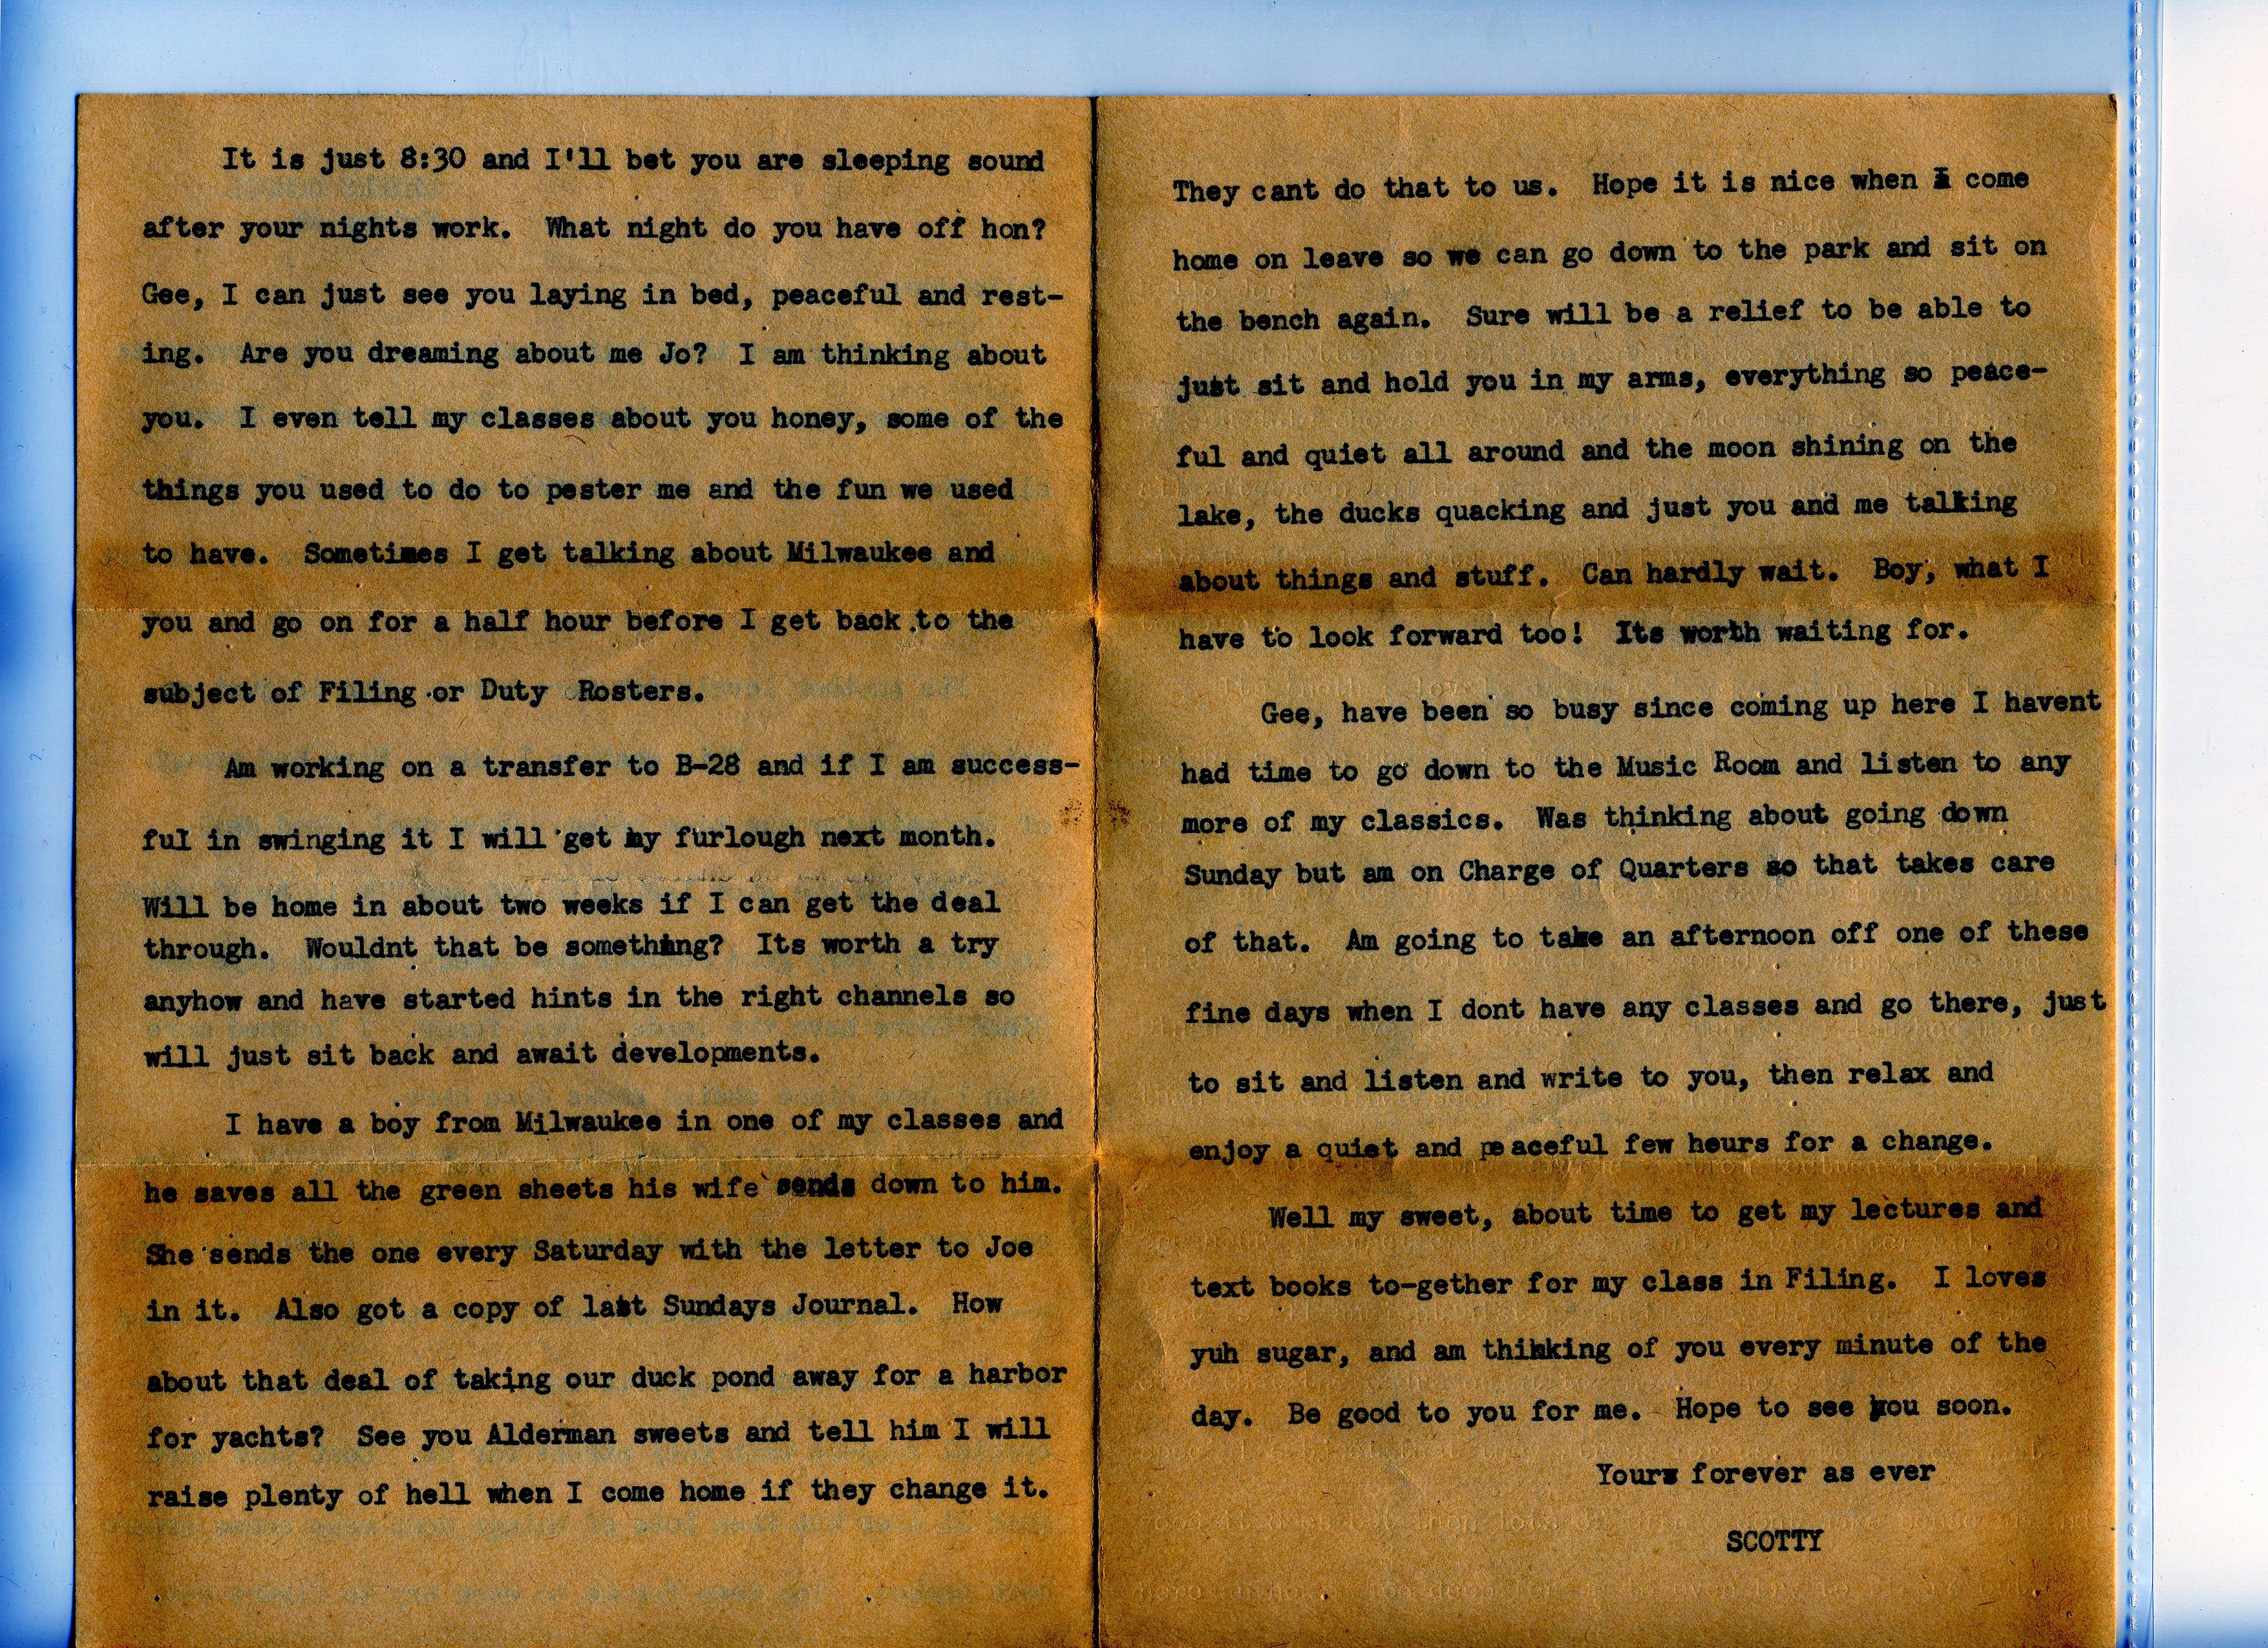 It is just 8:30 and I'll bet you are sleeping sound
after your nights work. What night do you have off hon?
Gee, I can just see you laying in bed, peaceful and rest-
ing. Are you dreaming about me Jo? I am thinking about
you. I even tell my classes about you honey, some of the
things you used to do to pester me and the fun we used
to have. Sometimes I get talking about Milwaukee and
you and go on for a half hour before I get back to the
subject of Filing or Duty Rosters.
Am working on a transfer to B-28 and if I am success-
ful in swinging it I will get my furlough next month.
Will be home in about two weeks if I can get the deal
through. Wouldnt that be something? Its worth a try
anyhow and have started hints in the right channels so
will just sit back and await developments.
I have a boy from Milwaukee in one of my classes and
he saves all the green sheets his wife sends down to him.
She sends the one every Saturday with the letter to Joe
in it. Also got a copy of last Sundays Journal. How
about that deal of taking our duck pond away for a harbor
for yachts? See you Alderman sweets and tell him I will
raise plenty of hell when I come home if they change it.
They cant do that to us. Hope it is nice when I come
home on leave so we can go down to the park and sit on
the bench again. Sure will be a relief to be able to
just sit and hold you in my arms, everything so peace-
ful and quiet all around and the moon shining on the
lake, the ducks quacking and just you and me talking
about things and stuff. Can hardly wait. Boy, what I
have to look forward too! Its worth waiting for.
Gee, have been so busy since coming up here I havent
had time to go down to the Music Room and listen to any
more of my classics. Was thinking about going down
Sunday but am on Charge of Quarters so that takes care
of that. Am going to take an afternoon off one of these
fine days when I dont have any classes and go there, just
to sit and listen and write to you, then relax and
enjoy a quiet and peaceful few hours for a change.
Well my sweet, about time to get my lectures and
text books to-gether for my class in Filing. I loves
yuh sugar, and am thinking of you every minute of the
day. Be good to you for me. Hope to see you soon.
Yours forever as ever
SCOTTY